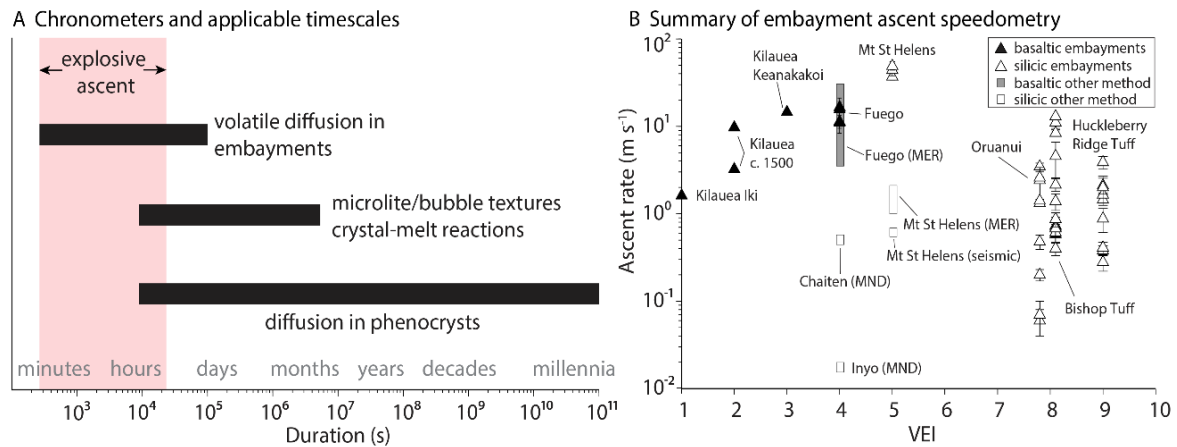 A Chronometers and applicable timescales
explosive
ascent
volatile diffusion in
embayments
microlite/bubble textures
crystal-melt reactions
diffusion in phenocrysts
minutes hours days months years decades millennia
10³ 10⁴ 10⁵ 10⁶ 10⁷ 10⁸ 10⁹ 10¹⁰ 10¹¹
Duration (s)
B Summary of embayment ascent speedometry
basaltic embayments
silicic embayments
basaltic other method
silicic other method
Ascent rate (m s⁻¹)
10²
10¹
10⁰
10⁻¹
10⁻²
Mt St Helens
Kilauea
Keanakakoi
Kilauea
c. 1500
Kilauea Iki
Fuego
Fuego (MER)
Mt St Helens (MER)
Mt St Helens (seismic)
Chaiten (MND)
Inyo (MND)
Oruanui
Huckleberry
Ridge Tuff
Bishop Tuff
1 2 3 4 5 6 7 8 9 10
VEI